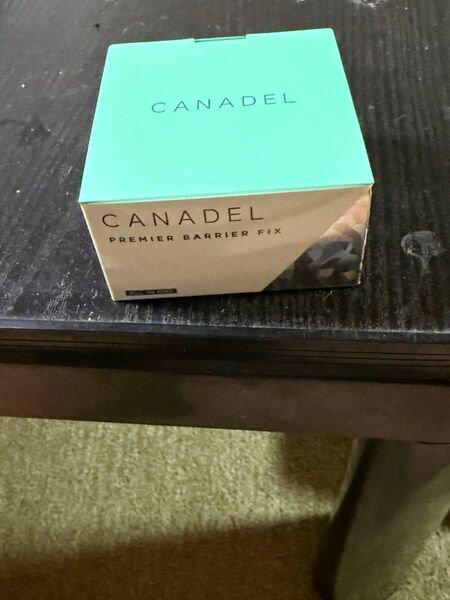 CANADEL
CANADEL
PREMIER BARRIER FIX
ALL IN ONE